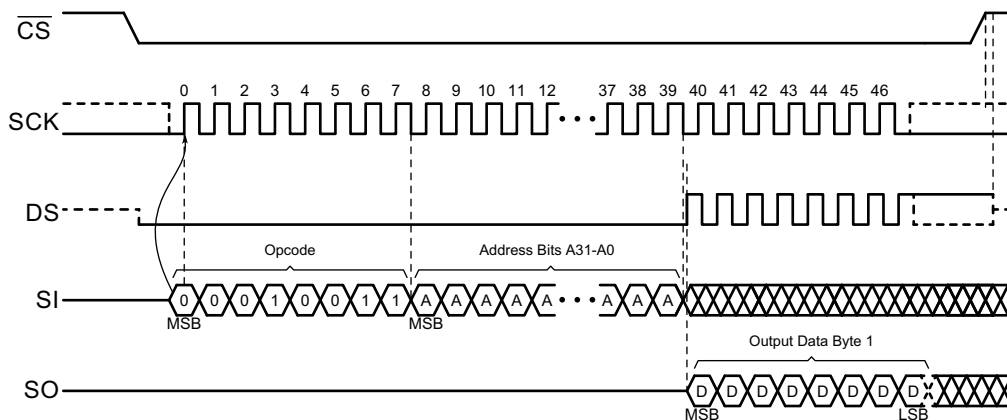 CS
0 1 2 3 4 5 6 7 8 9 10 11 12 37 38 39 40 41 42 43 44 45 46
SCK
DS
Opcode Address Bits A31-A0
SI 0 0 0 1 0 0 1 1 A A A A A A A A
MSB MSB
Output Data Byte 1
SO D D D D D D D D
MSB LSB